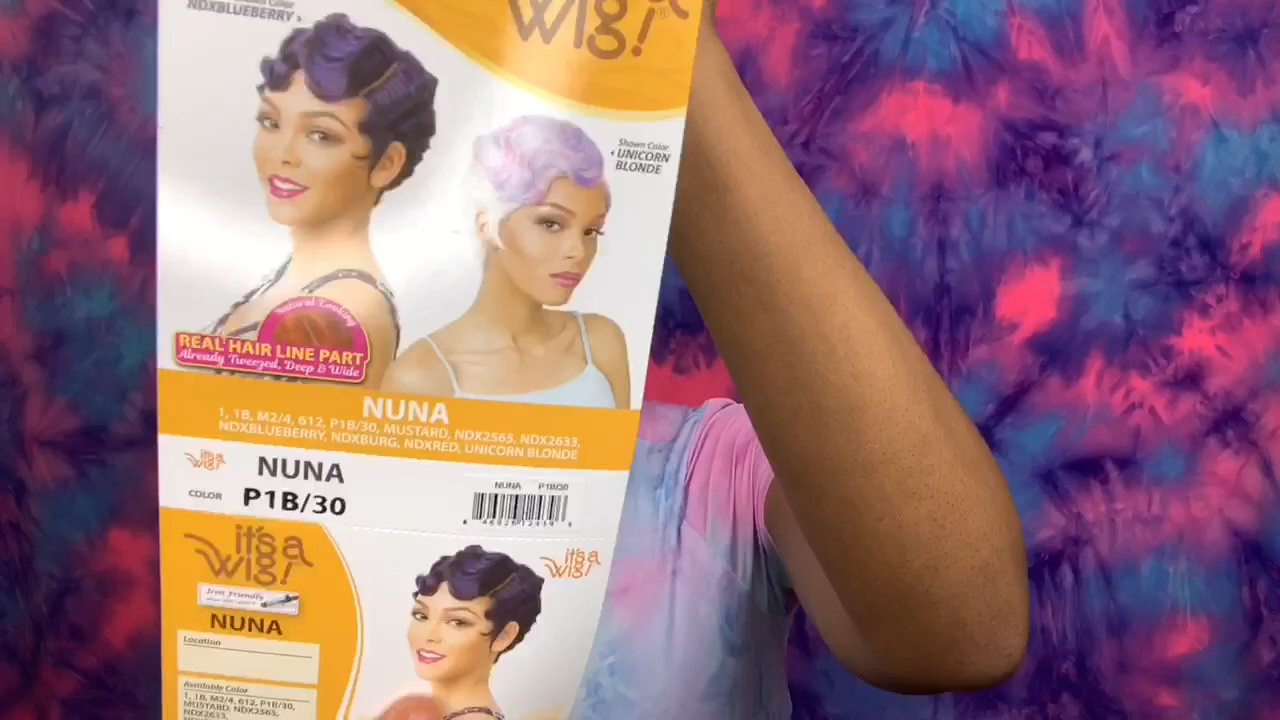 NDXBLUEBERRY
a
wig!®
Shown Color
UNICORN
BLONDE
Natural Looking
REAL HAIR LINE PART
Already Tweezed, Deep & Wide
NUNA
1, 1B, M2/4, 612, P1B/30, MUSTARD, NDX2565, NDX2633,
NDXBLUEBERRY, NDXBURG, NDXRED, UNICORN BLONDE
it's a
wig!
NUNA
COLOR P1B/30
NUNA P1B/30
it's a
wig!
Iron Friendly
NUNA
Location
Available Color
1, 1B, M2/4, 612, P1B/30,
MUSTARD, NDX2565,
NDX2633,
it's a
wig!